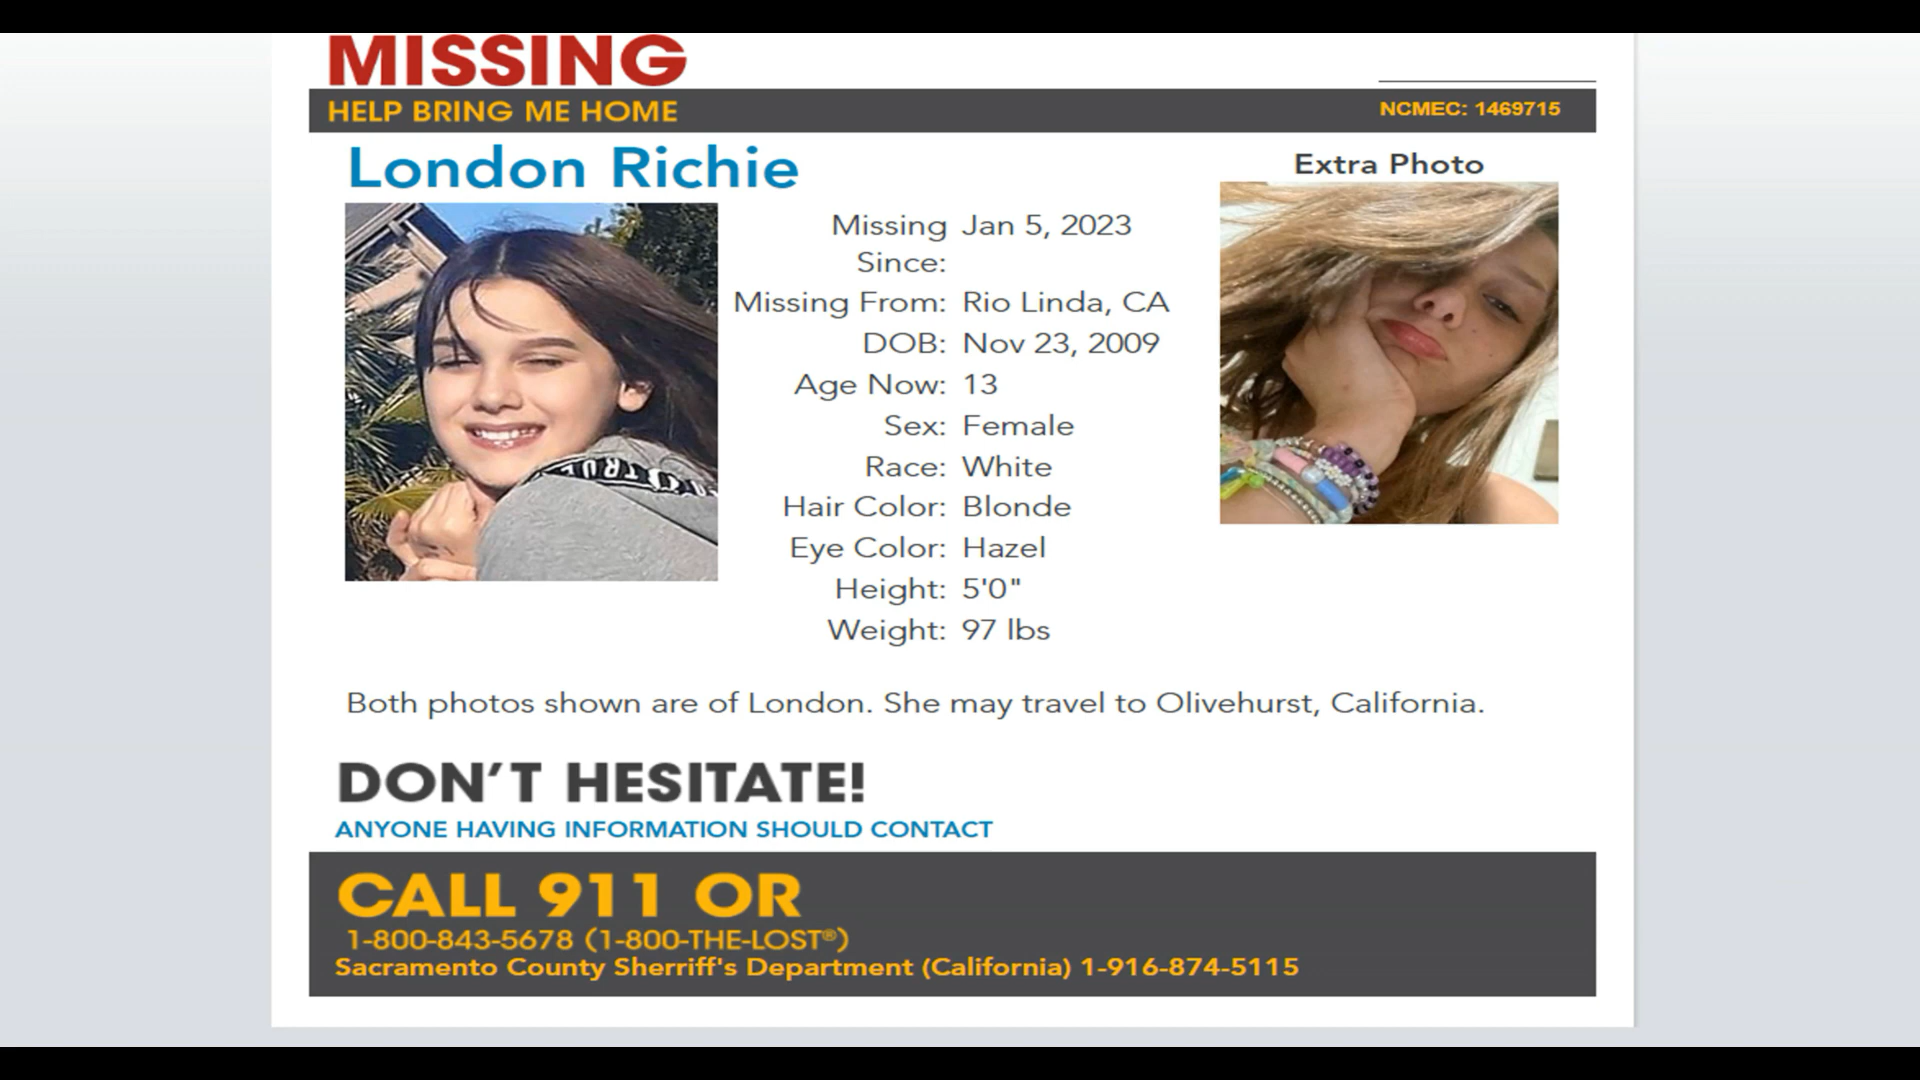 MISSING
HELP BRING ME HOME
NCMEC: 1469715
London Richie
Extra Photo
Missing Since: Jan 5, 2023
Missing From: Rio Linda, CA
DOB: Nov 23, 2009
Age Now: 13
Sex: Female
Race: White
Hair Color: Blonde
Eye Color: Hazel
Height: 5'0"
Weight: 97 lbs
Both photos shown are of London. She may travel to Olivehurst, California.
DON'T HESITATE!
ANYONE HAVING INFORMATION SHOULD CONTACT
CALL 911 OR
1-800-843-5678 (1-800-THE-LOST®)
Sacramento County Sherriff's Department (California) 1-916-874-5115